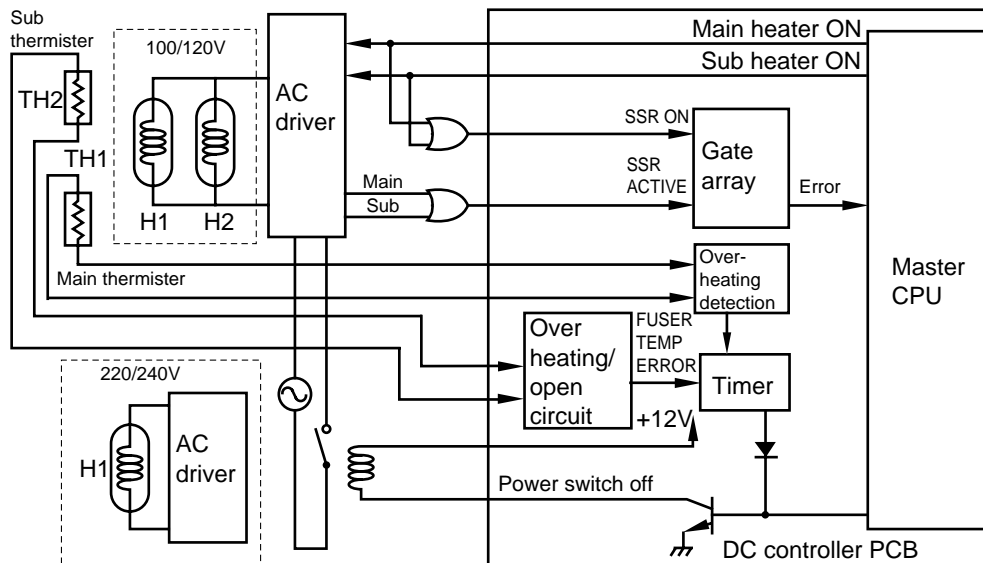 Sub
thermister
100/120V
TH2
TH1
H1
H2
AC
driver
Main heater ON
Sub heater ON
SSR ON
SSR
ACTIVE
Gate
array
Error
Main
Sub
Main thermister
Over-
heating
detection
Master
CPU
Over
heating/
open
circuit
FUSER
TEMP
ERROR
Timer
+12V
220/240V
H1
AC
driver
Power switch off
DC controller PCB